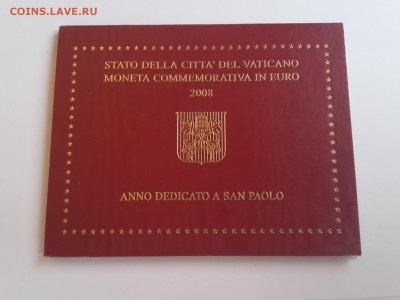 COINS.LAVE.RU
STATO DELLA CITTA' DEL VATICANO
MONETA COMMEMORATIVA IN EURO
2008
ANNO DEDICATO A SAN PAOLO